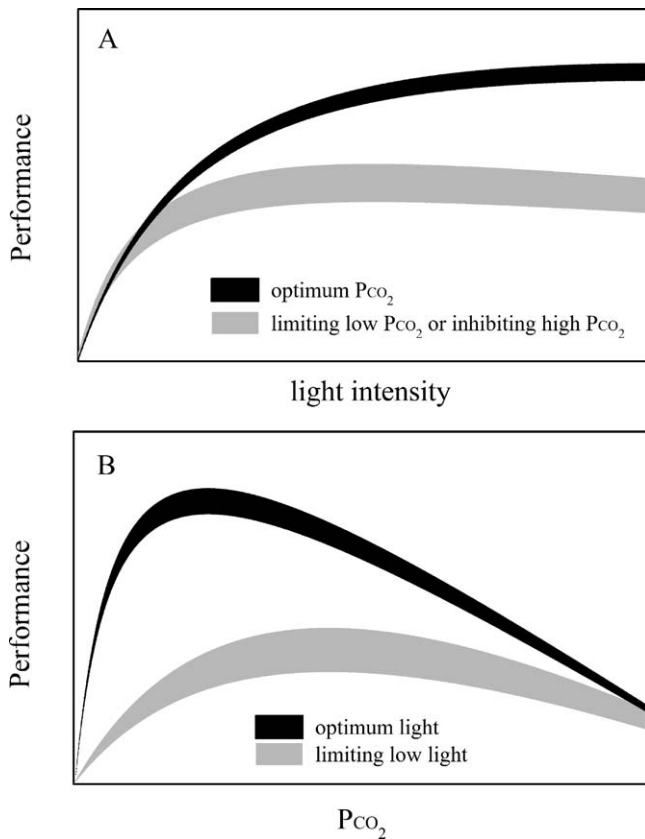 A
Performance
optimum PCO₂
limiting low PCO₂ or inhibiting high PCO₂
light intensity
B
Performance
optimum light
limiting low light
PCO₂